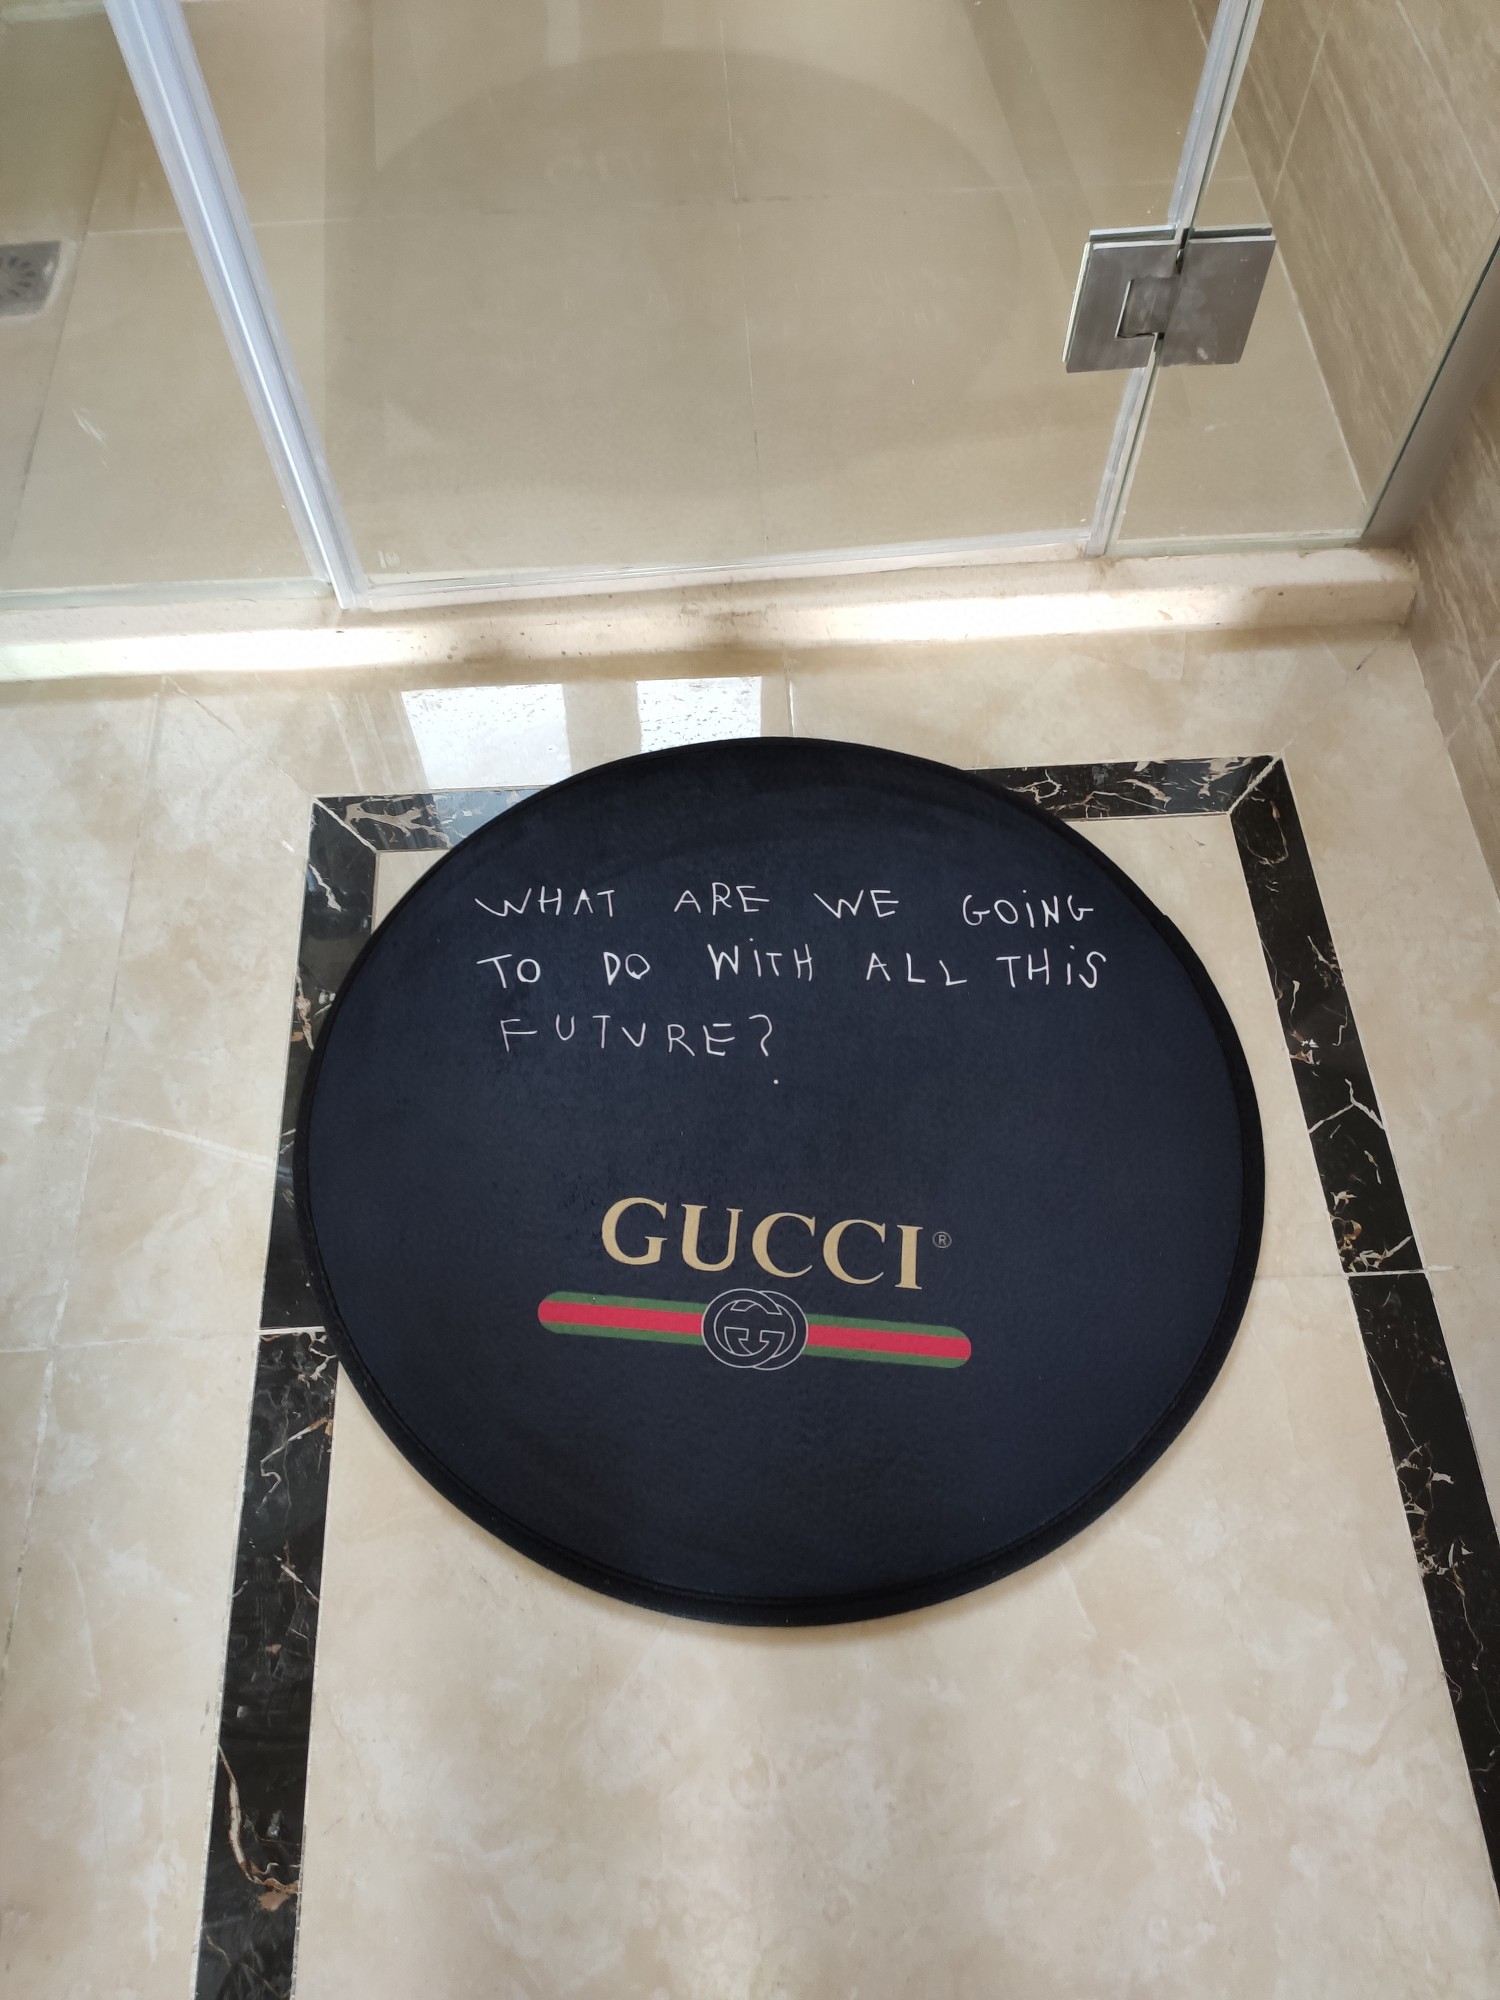 WHAT ARE WE GOiNG
TO DO WiTH ALL THiS
FUTURE?
GUCCI®